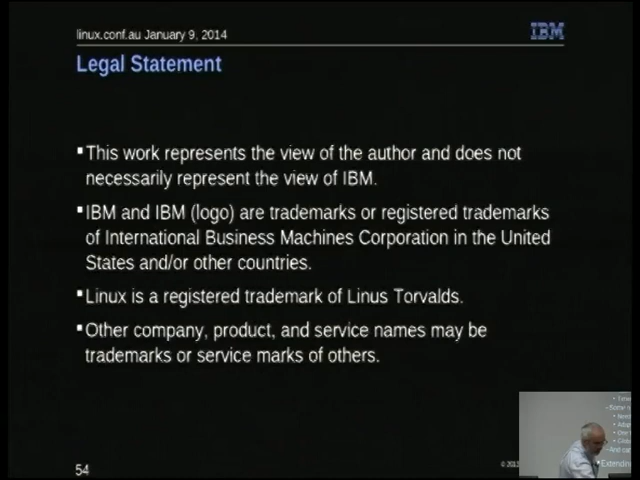 linux.conf.au January 9, 2014
IBM
Legal Statement
This work represents the view of the author and does not
necessarily represent the view of IBM.
IBM and IBM (logo) are trademarks or registered trademarks
of International Business Machines Corporation in the United
States and/or other countries.
Linux is a registered trademark of Linus Torvalds.
Other company, product, and service names may be
trademarks or service marks of others.
54
© 2013
Extending